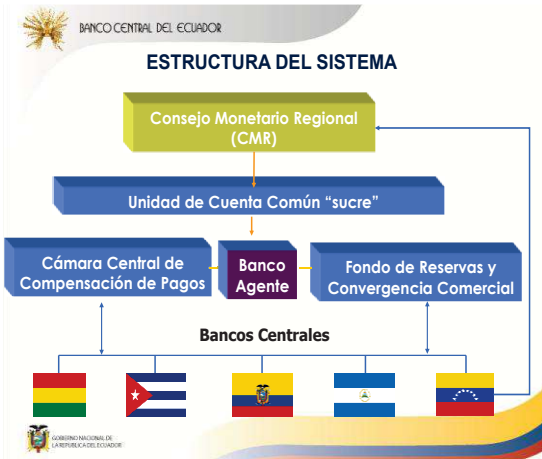 BANCO CENTRAL DEL ECUADOR
ESTRUCTURA DEL SISTEMA
Consejo Monetario Regional
(CMR)
Unidad de Cuenta Común “sucre”
Cámara Central de
Compensación de Pagos
Banco
Agente
Fondo de Reservas y
Convergencia Comercial
Bancos Centrales
GOBIERNO NACIONAL DE
LA REPÚBLICA DEL ECUADOR